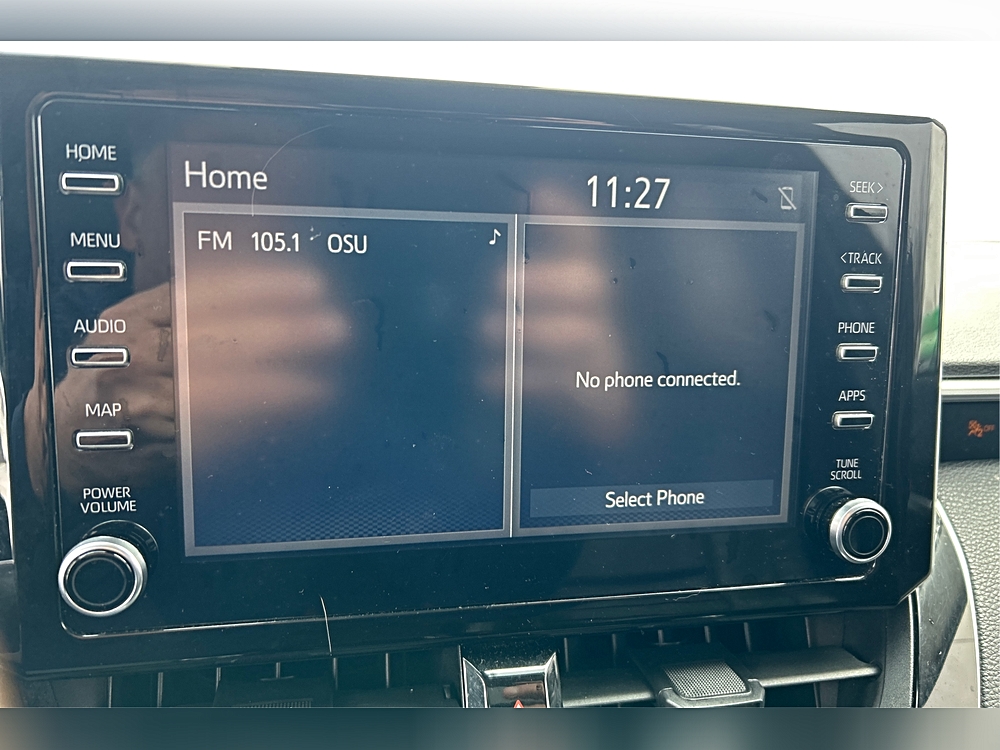 HOME
MENU
AUDIO
MAP
POWER
VOLUME
Home
11:27
FM 105.1 OSU
No phone connected.
Select Phone
SEEK>
<TRACK
PHONE
APPS
TUNE
SCROLL
OFF